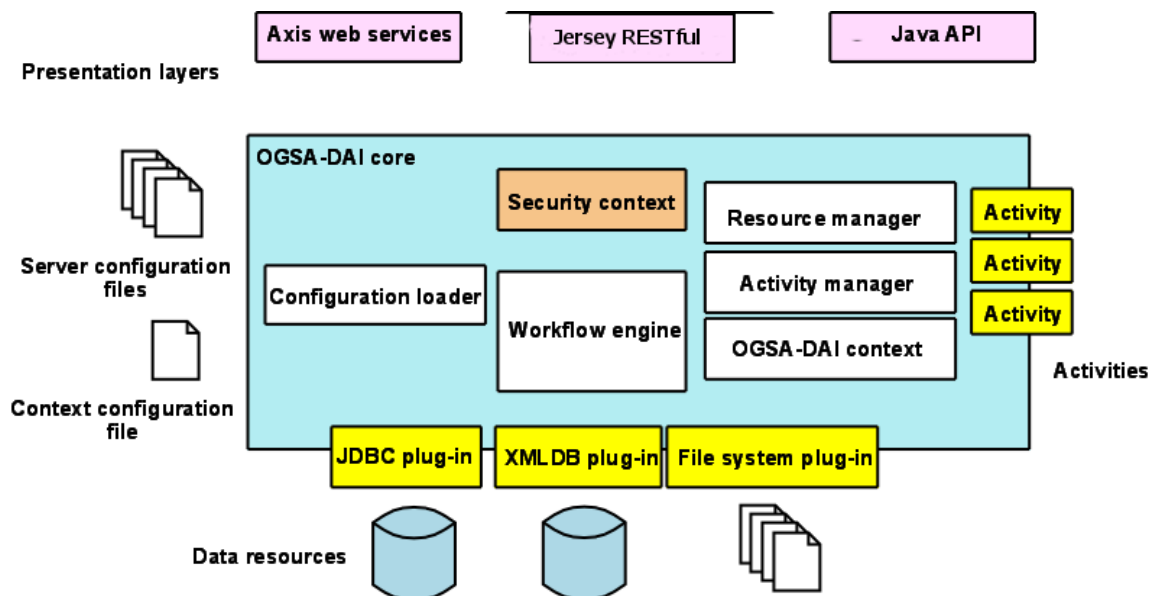 Axis web services
Jersey RESTful
Java API
Presentation layers
OGSA-DAI core
Security context
Resource manager
Activity
Server configuration
files
Configuration loader
Workflow engine
Activity manager
Activity
OGSA-DAI context
Activity
Activities
Context configuration
file
JDBC plug-in
XMLDB plug-in
File system plug-in
Data resources